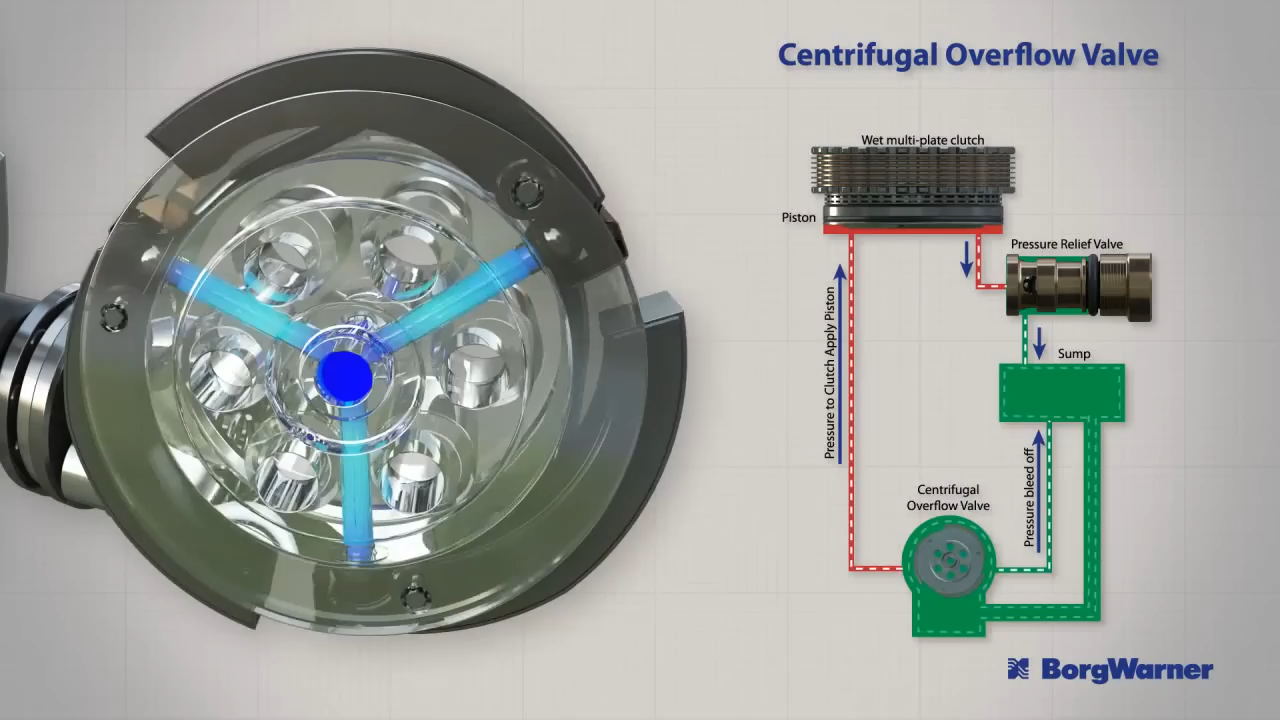 Centrifugal Overflow Valve
Wet multi-plate clutch
Piston
Pressure Relief Valve
Pressure to Clutch Apply Piston
Sump
Pressure bleed off
Centrifugal
Overflow Valve
BorgWarner